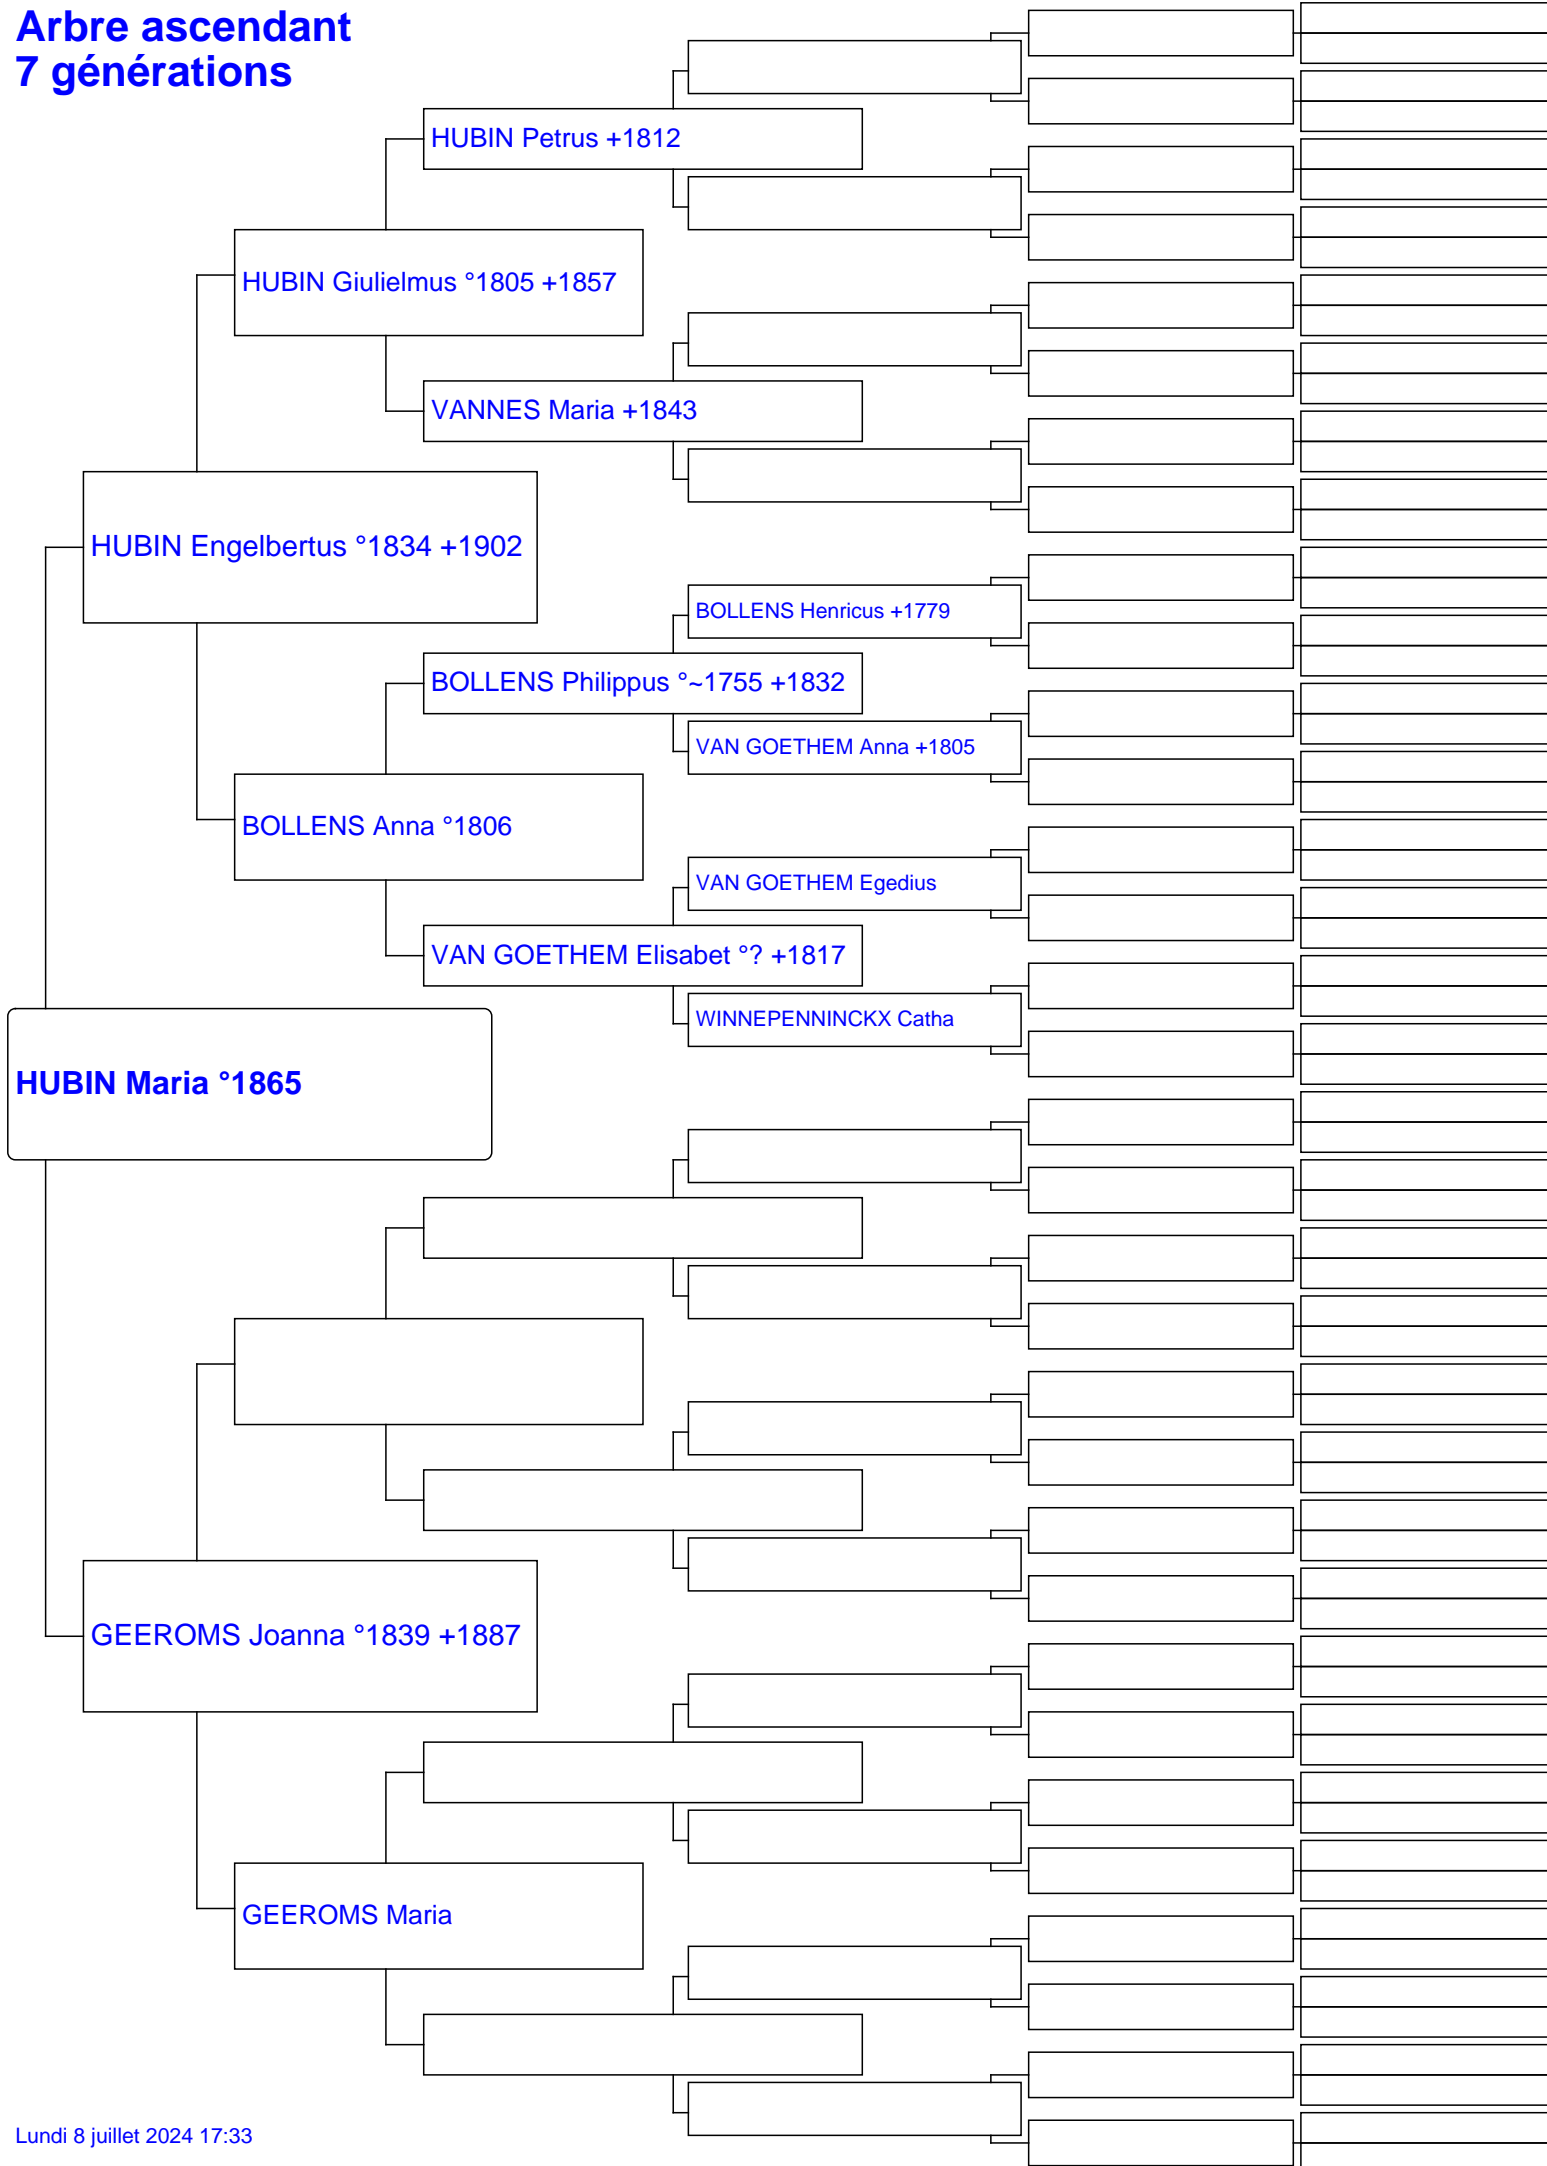 Arbre ascendant
7 générations
HUBIN Petrus +1812
HUBIN Giulielmus °1805 +1857
VANNES Maria +1843
HUBIN Engelbertus °1834 +1902
BOLLENS Henricus +1779
BOLLENS Philippus °~1755 +1832
VAN GOETHEM Anna +1805
BOLLENS Anna °1806
VAN GOETHEM Egedius
VAN GOETHEM Elisabet °? +1817
WINNEPENNINCKX Catha
HUBIN Maria °1865
GEEROMS Joanna °1839 +1887
GEEROMS Maria
Lundi 8 juillet 2024 17:33